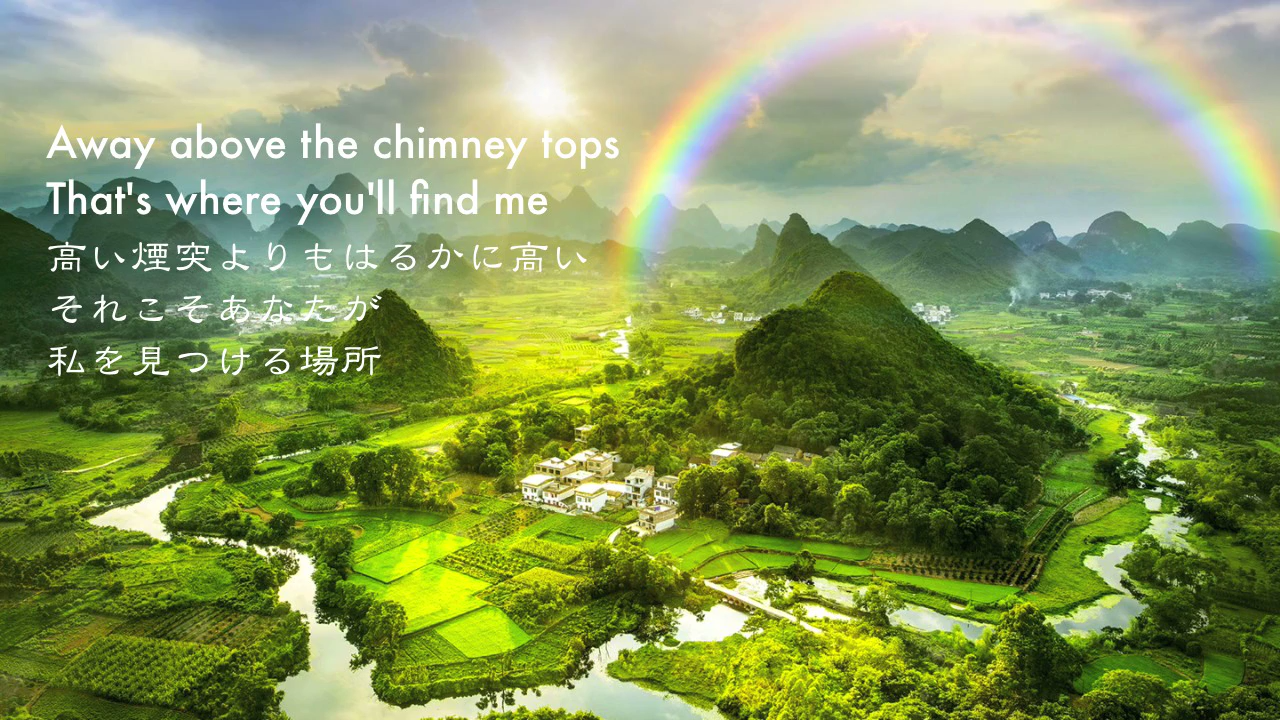 Away above the chimney tops
That's where you'll find me
高い煙突よりもはるかに高い
それこそあなたが
私を見つける場所